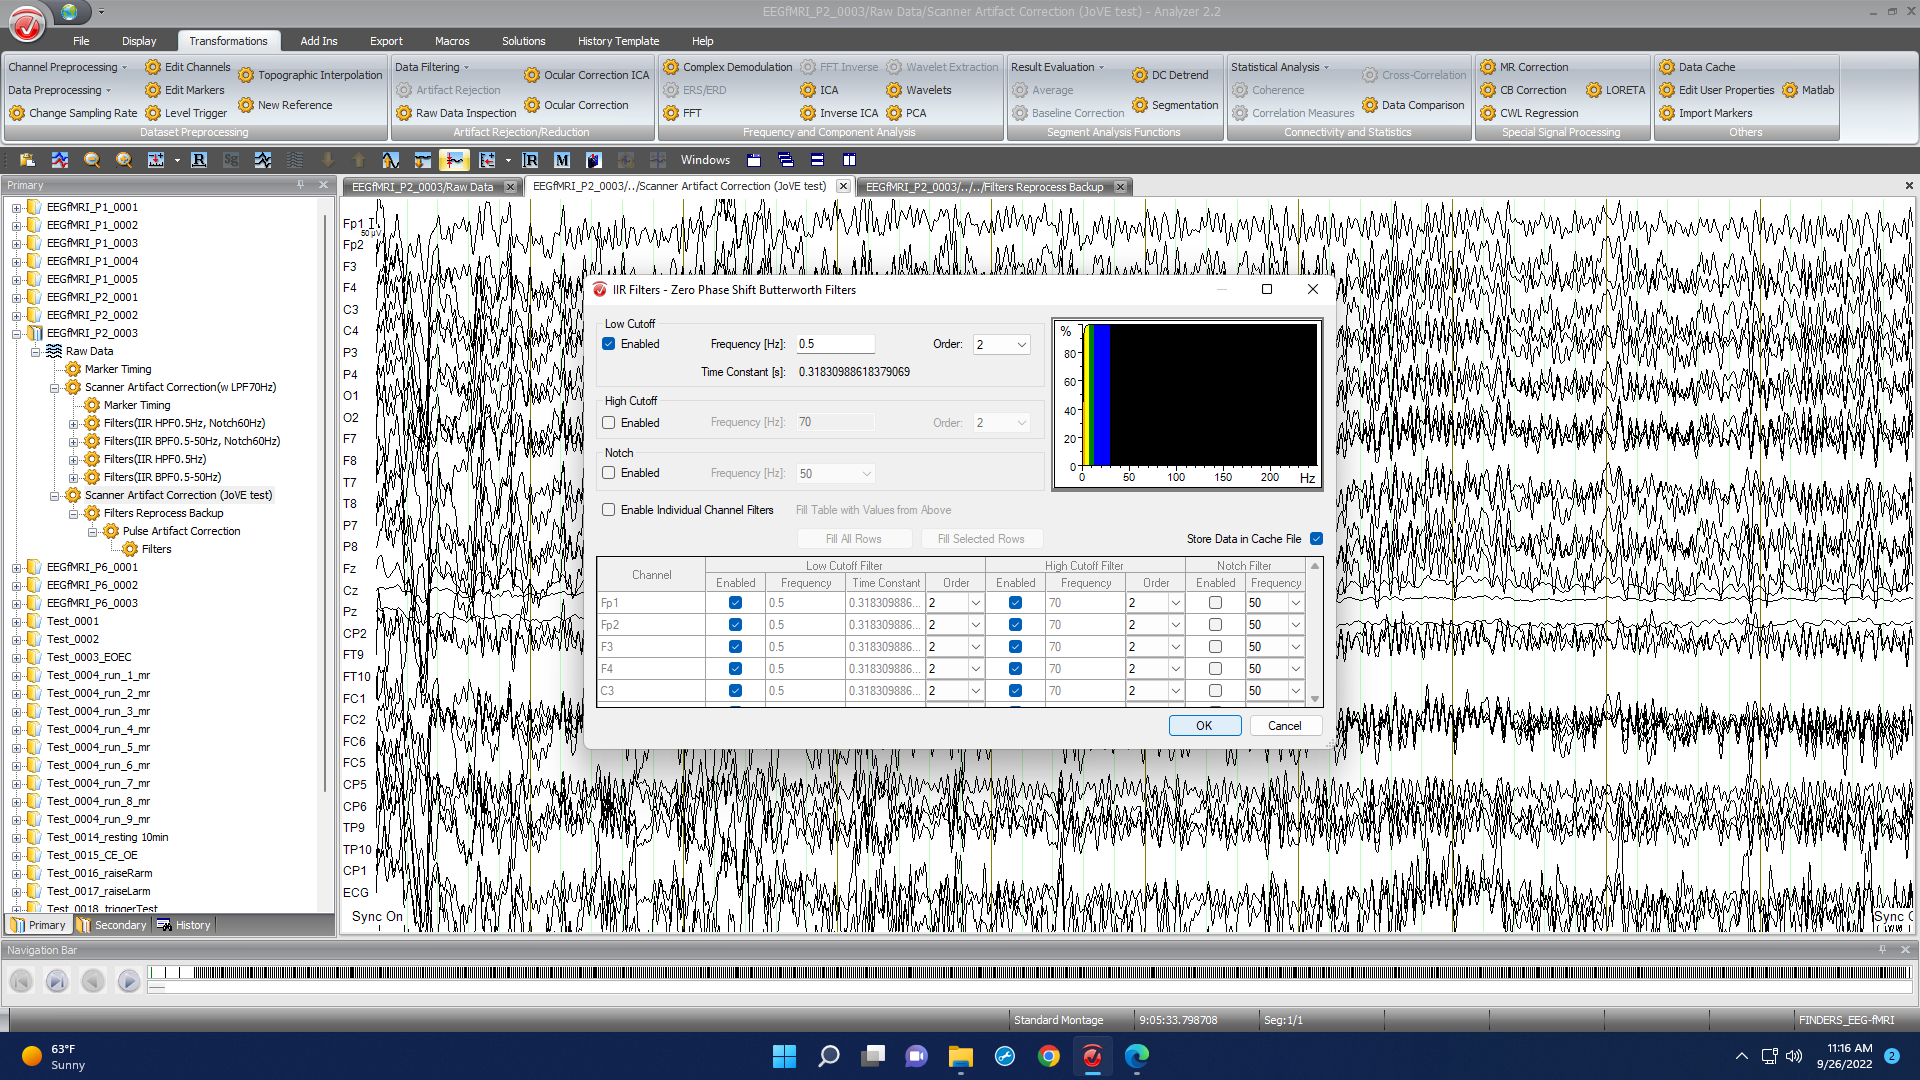 EEGfMRI_P2_0003/Raw Data/Scanner Artifact Correction (JoVE test) - Analyzer 2.2
File Display Transformations Add Ins Export Macros Solutions History Template Help
Channel Preprocessing Edit Channels Topographic Interpolation Data Filtering Ocular Correction ICA Complex Demodulation FFT Inverse Wavelet Extraction Result Evaluation DC Detrend Statistical Analysis Cross-Correlation MR Correction Data Cache
Data Preprocessing Edit Markers Artifact Rejection ERS/ERD ICA Wavelets Average Coherence CB Correction LORETA Edit User Properties Matlab
Change Sampling Rate Level Trigger New Reference Raw Data Inspection Ocular Correction FFT Inverse ICA PCA Baseline Correction Segmentation Correlation Measures Data Comparison CWL Regression Import Markers
Dataset Preprocessing Artifact Rejection/Reduction Frequency and Component Analysis Segment Analysis Functions Connectivity and Statistics Special Signal Processing Others
R Sg R M Windows
Primary
EEGfMRI_P2_0003/Raw Data EEGfMRI_P2_0003/../Scanner Artifact Correction (JoVE test) EEGfMRI_P2_0003/../../Filters Reprocess Backup
EEGfMRI_P1_0001
EEGfMRI_P1_0002
EEGfMRI_P1_0003
EEGfMRI_P1_0004
EEGfMRI_P1_0005
EEGfMRI_P2_0001
EEGfMRI_P2_0002
EEGfMRI_P2_0003
Raw Data
Marker Timing
Scanner Artifact Correction(w LPF70Hz)
Marker Timing
Filters(IIR HPF0.5Hz, Notch60Hz)
Filters(IIR BPF0.5-50Hz, Notch60Hz)
Filters(IIR HPF0.5Hz)
Filters(IIR BPF0.5-50Hz)
Scanner Artifact Correction (JoVE test)
Filters Reprocess Backup
Pulse Artifact Correction
Filters
EEGfMRI_P6_0001
EEGfMRI_P6_0002
EEGfMRI_P6_0003
Test_0001
Test_0002
Test_0003_EOEC
Test_0004_run_1_mr
Test_0004_run_2_mr
Test_0004_run_3_mr
Test_0004_run_4_mr
Test_0004_run_5_mr
Test_0004_run_6_mr
Test_0004_run_7_mr
Test_0004_run_8_mr
Test_0004_run_9_mr
Test_0014_resting 10min
Test_0015_CE_OE
Test_0016_raiseRarm
Test_0017_raiseLarm
Test_0018_triggerTest
Primary Secondary History
Fp1
50 µV
Fp2
F3
F4
C3
C4
P3
P4
O1
O2
F7
F8
T7
T8
P7
P8
Fz
Cz
Pz
CP2
FT9
FT10
FC1
FC2
FC6
FC5
CP5
CP6
TP9
TP10
CP1
ECG
Sync On
Sync
IIR Filters - Zero Phase Shift Butterworth Filters
Low Cutoff
Enabled Frequency [Hz]: 0.5 Order: 2
Time Constant [s]: 0.31830988618379069
High Cutoff
Enabled Frequency [Hz]: 70 Order: 2
Notch
Enabled Frequency [Hz]: 50
Enable Individual Channel Filters Fill Table with Values from Above
Fill All Rows Fill Selected Rows Store Data in Cache File
%
80
60
40
20
0
0 50 100 150 200 Hz
Channel Low Cutoff Filter High Cutoff Filter Notch Filter
Enabled Frequency Time Constant Order Enabled Frequency Order Enabled Frequency
Fp1 0.5 0.318309886... 2 70 2 50
Fp2 0.5 0.318309886... 2 70 2 50
F3 0.5 0.318309886... 2 70 2 50
F4 0.5 0.318309886... 2 70 2 50
C3 0.5 0.318309886... 2 70 2 50
OK Cancel
Navigation Bar
Standard Montage 9:05:33.798708 Seg:1/1 FINDERS_EEG-fMRI
63°F
Sunny
11:16 AM
9/26/2022
2